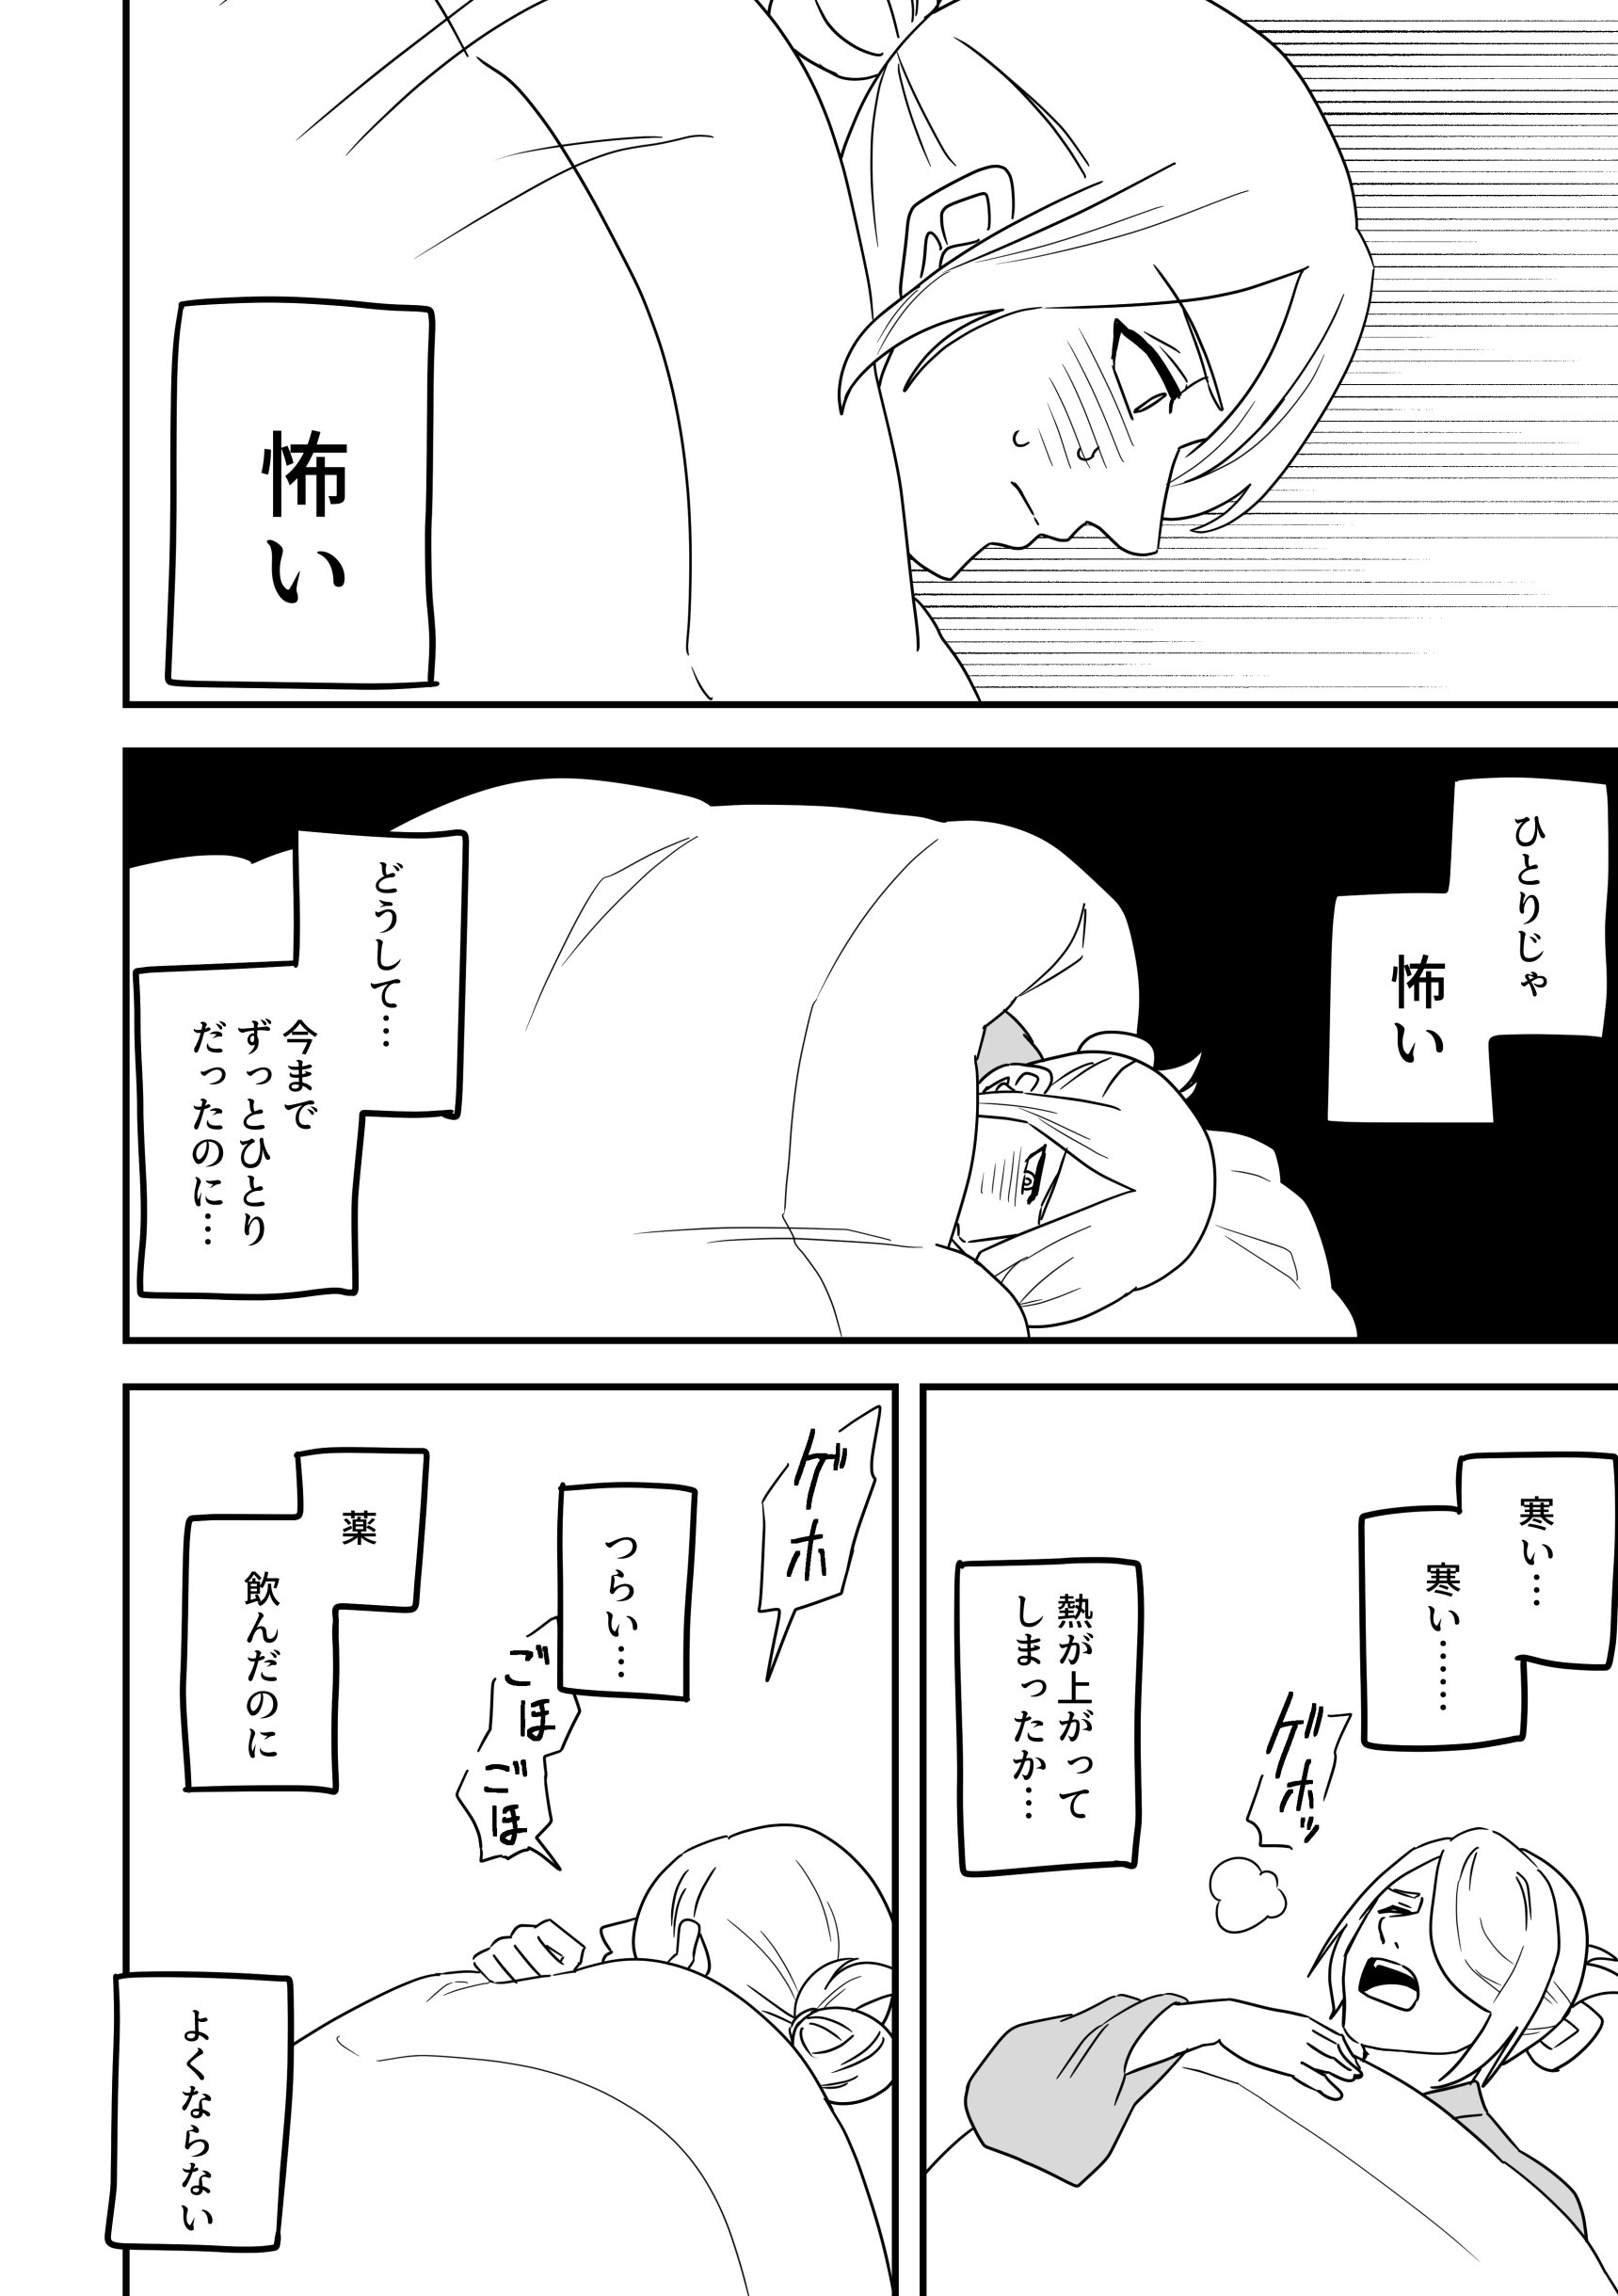 怖い
ひとりじゃ
怖い
どうして…
今まで
ずっとひとり
だったのに…
寒い…
寒い……
ゲホッ
熱が上がって
しまったか…
ゲホ
つらい…
ごほ
ごほ
薬
飲んだのに
よくならない